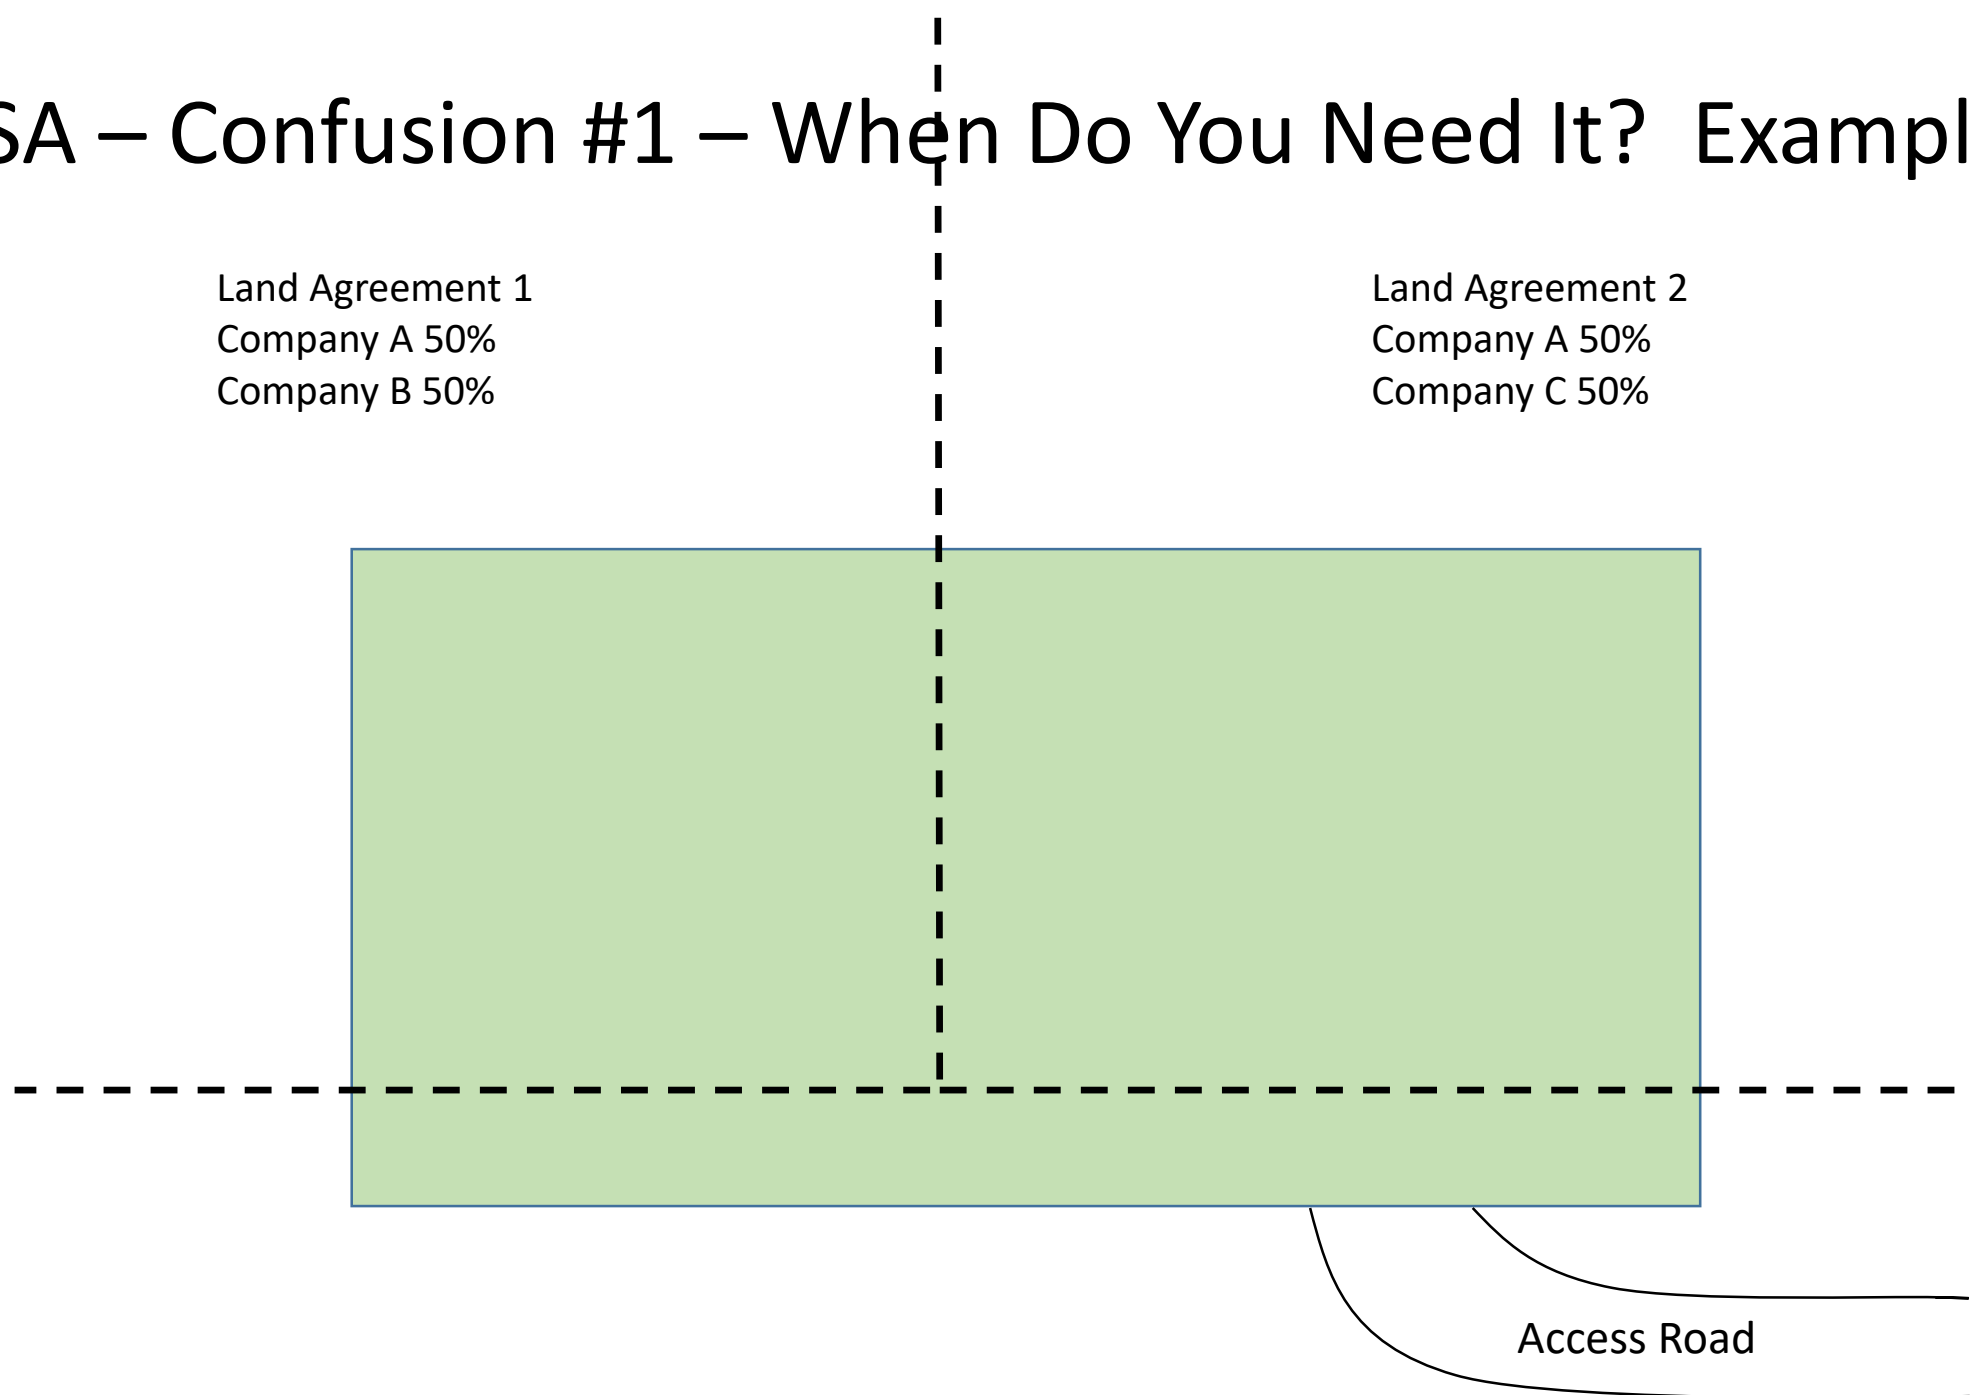 SA – Confusion #1 – When Do You Need It? Exampl
Land Agreement 1
Company A 50%
Company B 50%
Land Agreement 2
Company A 50%
Company C 50%
Access Road